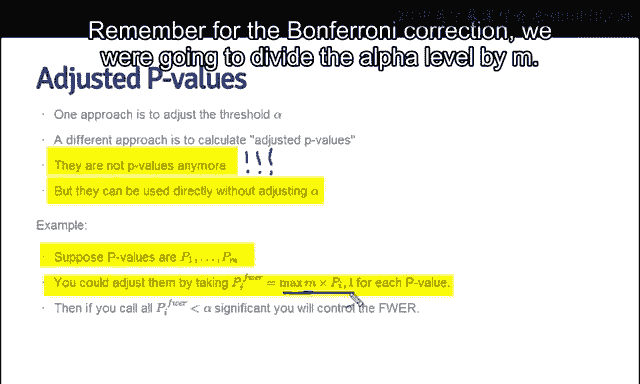 Remember for the Bonferroni correction, we
were going to divide the alpha level by m.
Adjusted P-values
· One approach is to adjust the threshold α
· A different approach is to calculate "adjusted p-values"
· They are not p-values anymore !!!
· But they can be used directly without adjusting α
Example:
· Suppose P-values are P₁, …, Pₘ
· You could adjust them by taking Pᵢᶠʷᵉʳ = max m × Pᵢ, 1 for each P-value.
· Then if you call all Pᵢᶠʷᵉʳ < α significant you will control the FWER.